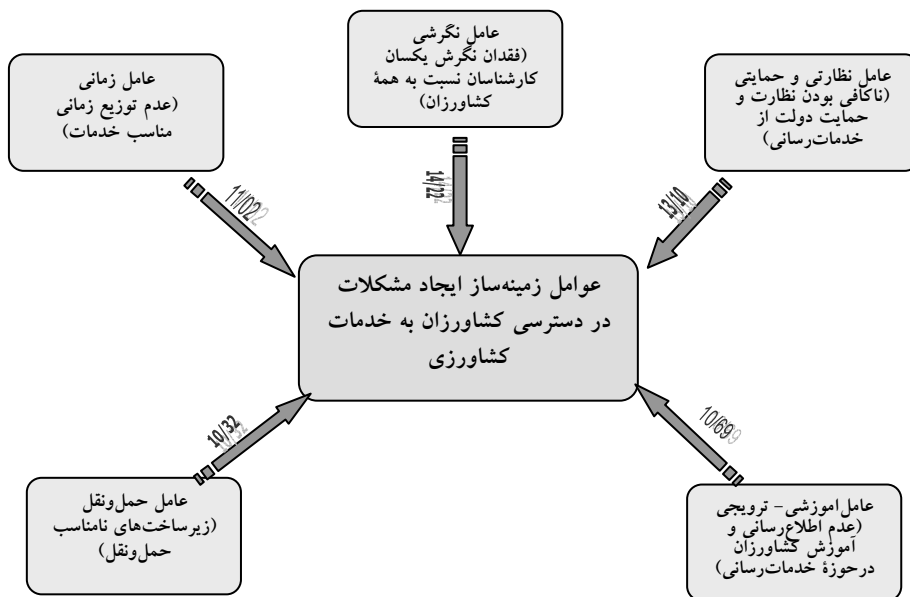 عامل نگرشی
(فقدان نگرش یکسان
کارشناسان نسبت به همۀ
کشاورزان)
عامل نظارتی و حمایتی
(ناکافی بودن نظارت و
حمایت دولت از
خدمات‌رسانی)
عامل زمانی
(عدم توزیع زمانی
مناسب خدمات)
14/22
13/10
11/02
عوامل زمینه‌ساز ایجاد مشکلات
در دسترسی کشاورزان به خدمات
کشاورزی
10/69
10/32
عامل‌اموزشی- ترویجی
(عدم اطلاع‌رسانی و
آموزش کشاورزان
درحوزۀ خدمات‌رسانی)
عامل حمل‌ونقل
(زیرساخت‌های نامناسب
حمل‌ونقل)